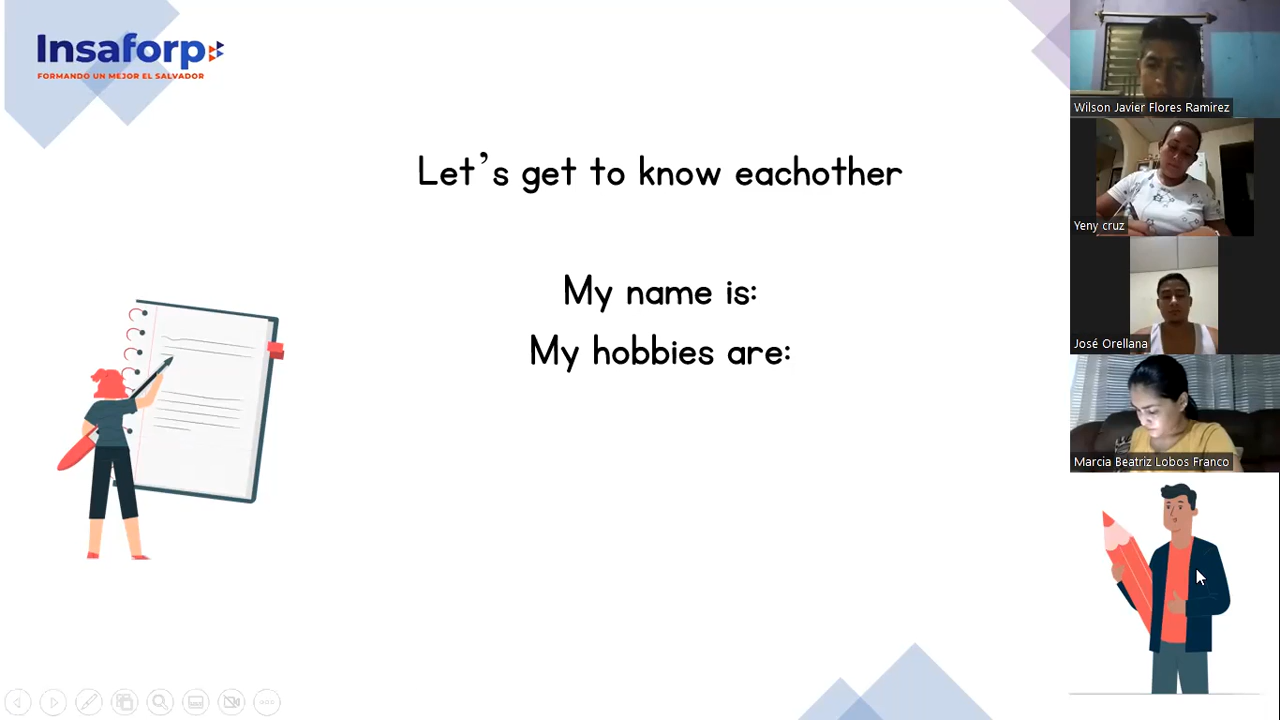 Insaforp
FORMANDO UN MEJOR EL SALVADOR
Let's get to know eachother
My name is:
My hobbies are:
Wilson Javier Flores Ramirez
Yeny cruz
José Orellana
Marcia Beatriz Lobos Franco